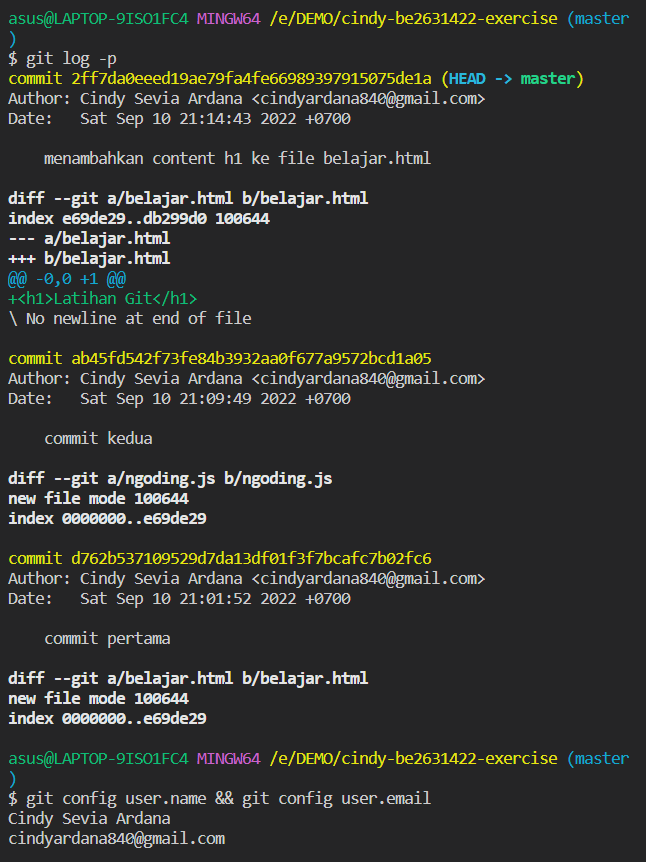 asus@LAPTOP-9ISO1FC4 MINGW64 /e/DEMO/cindy-be2631422-exercise (master
)
$ git log -p
commit 2ff7da0eeed19ae79fa4fe66989397915075de1a (HEAD -> master)
Author: Cindy Sevia Ardana <cindyardana840@gmail.com>
Date:   Sat Sep 10 21:14:43 2022 +0700

    menambahkan content h1 ke file belajar.html

diff --git a/belajar.html b/belajar.html
index e69de29..db299d0 100644
--- a/belajar.html
+++ b/belajar.html
@@ -0,0 +1 @@
+<h1>Latihan Git</h1>
\ No newline at end of file

commit ab45fd542f73fe84b3932aa0f677a9572bcd1a05
Author: Cindy Sevia Ardana <cindyardana840@gmail.com>
Date:   Sat Sep 10 21:09:49 2022 +0700

    commit kedua

diff --git a/ngoding.js b/ngoding.js
new file mode 100644
index 0000000..e69de29

commit d762b537109529d7da13df01f3f7bcafc7b02fc6
Author: Cindy Sevia Ardana <cindyardana840@gmail.com>
Date:   Sat Sep 10 21:01:52 2022 +0700

    commit pertama

diff --git a/belajar.html b/belajar.html
new file mode 100644
index 0000000..e69de29

asus@LAPTOP-9ISO1FC4 MINGW64 /e/DEMO/cindy-be2631422-exercise (master
)
$ git config user.name && git config user.email
Cindy Sevia Ardana
cindyardana840@gmail.com